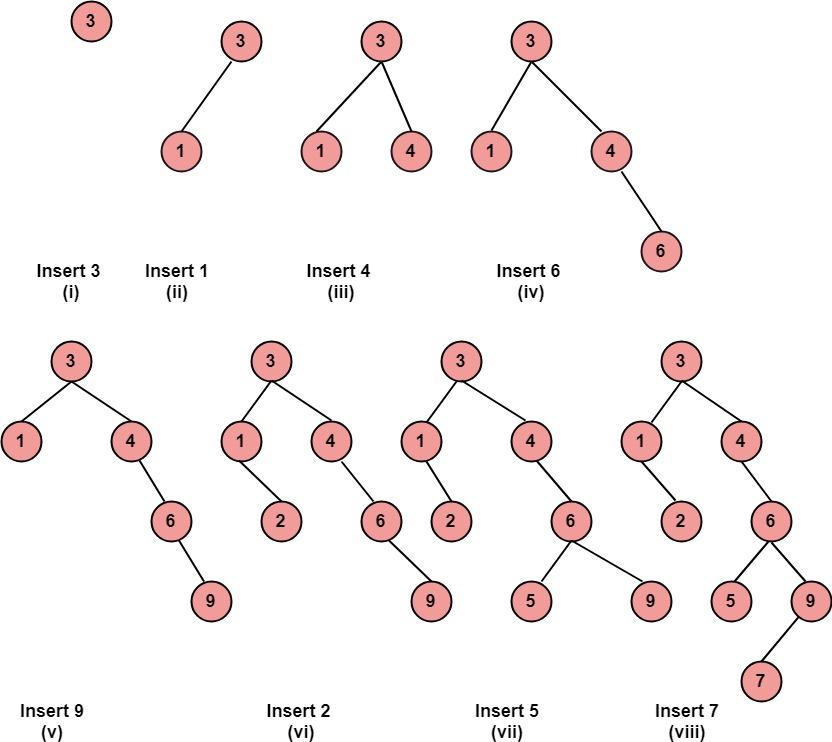 3
3
1
3
1 4
3
1 4
6
Insert 3
(i)
Insert 1
(ii)
Insert 4
(iii)
Insert 6
(iv)
3
1 4
6
9
3
1 4
2 6
9
3
1 4
2 6
5 9
3
1 4
2 6
5 9
7
Insert 9
(v)
Insert 2
(vi)
Insert 5
(vii)
Insert 7
(viii)